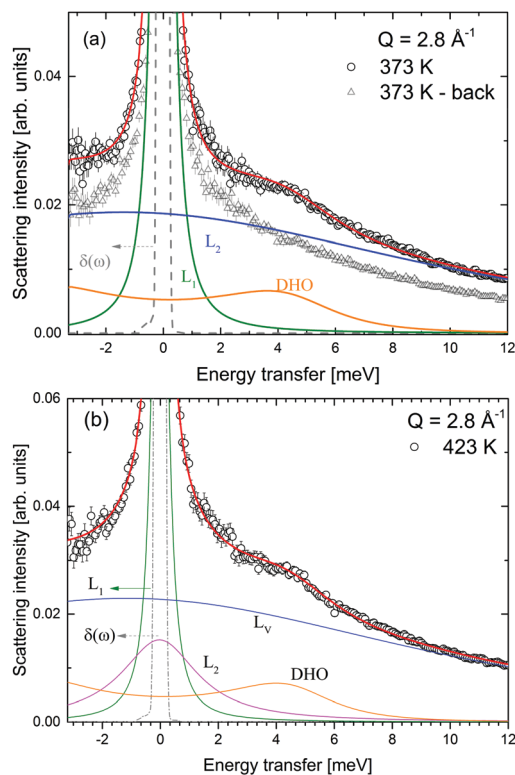 (a)
Q = 2.8 Å⁻¹
373 K
373 K - back
0.04
0.02
0.00
Scattering intensity [arb. units]
δ(ω)
L₂
L₁
DHO
-2 0 2 4 6 8 10 12
Energy transfer [meV]
(b)
Q = 2.8 Å⁻¹
423 K
0.06
0.04
0.02
0.00
Scattering intensity [arb. units]
L₁
δ(ω)
L₂
L_V
DHO
-2 0 2 4 6 8 10 12
Energy transfer [meV]